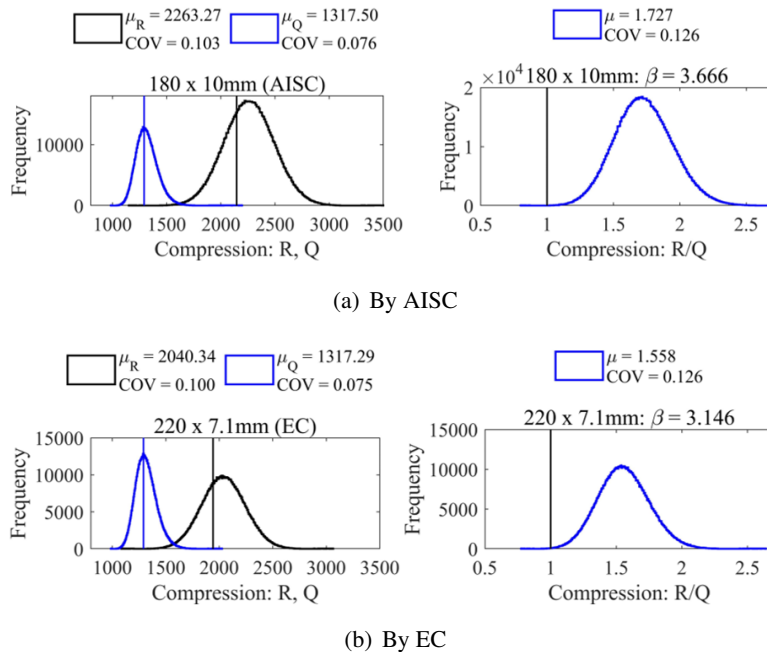 μR = 2263.27
COV = 0.103
μQ = 1317.50
COV = 0.076
180 x 10mm (AISC)
Frequency
10000
0
1000 1500 2000 2500 3000 3500
Compression: R, Q
μ = 1.727
COV = 0.126
×10⁴ 180 x 10mm: β = 3.666
Frequency
2
1
0
0.5 1 1.5 2 2.5
Compression: R/Q
(a) By AISC
μR = 2040.34
COV = 0.100
μQ = 1317.29
COV = 0.075
220 x 7.1mm (EC)
Frequency
15000
10000
5000
0
1000 1500 2000 2500 3000 3500
Compression: R, Q
μ = 1.558
COV = 0.126
220 x 7.1mm: β = 3.146
Frequency
15000
10000
5000
0
0.5 1 1.5 2 2.5
Compression: R/Q
(b) By EC